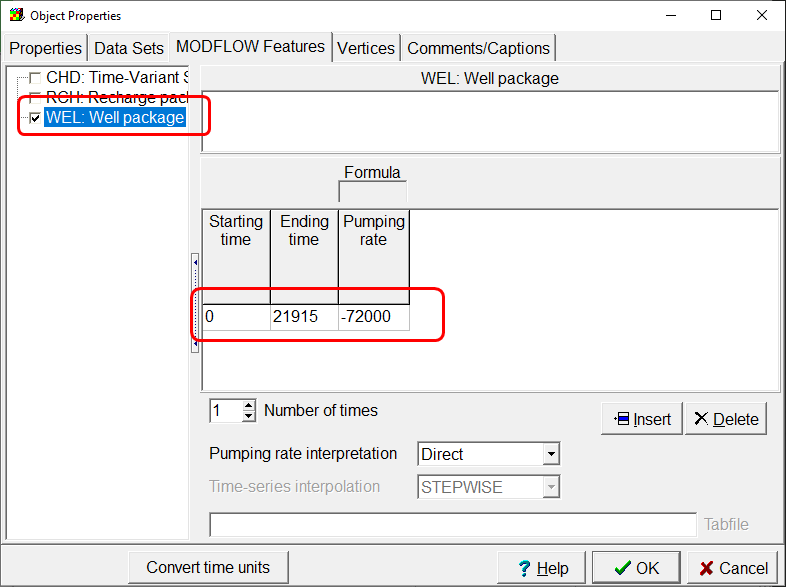 Object Properties
Properties
Data Sets
MODFLOW Features
Vertices
Comments/Captions
CHD: Time-Variant S
RCH: Recharge pac
WEL: Well package
WEL: Well package
Formula
Starting time
Ending time
Pumping rate
0
21915
-72000
1
Number of times
Insert
Delete
Pumping rate interpretation
Direct
Time-series interpolation
STEPWISE
Tabfile
Convert time units
? Help
OK
Cancel